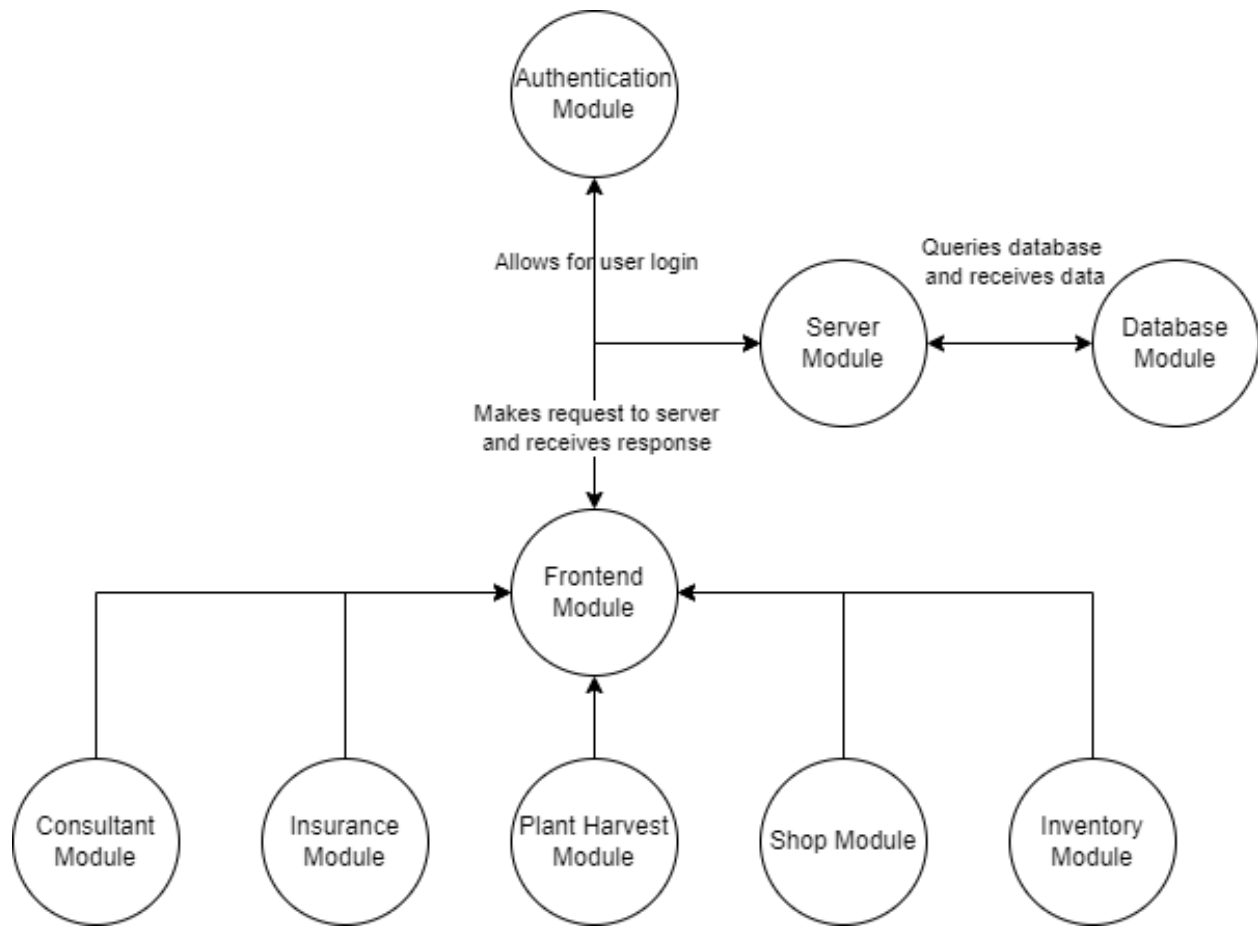 Authentication
Module
Allows for user login
Queries database
and receives data
Server
Module
Database
Module
Makes request to server
and receives response
Frontend
Module
Consultant
Module
Insurance
Module
Plant Harvest
Module
Shop Module
Inventory
Module